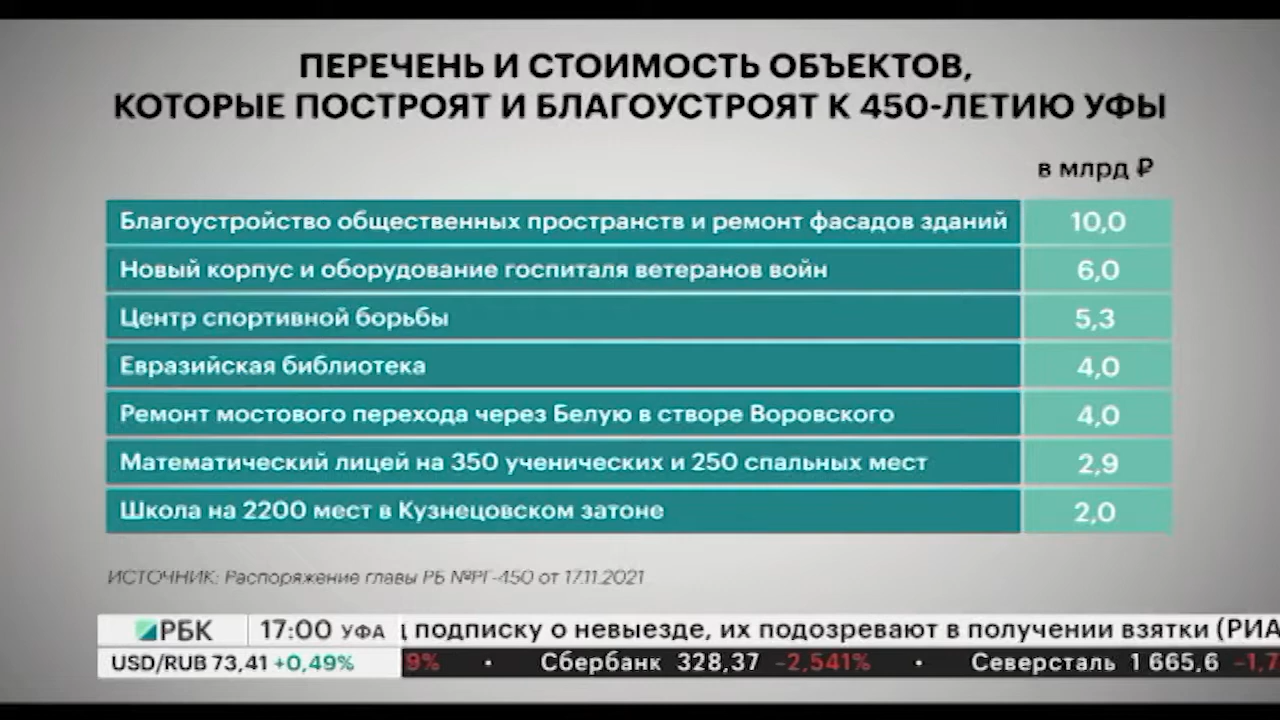 ПЕРЕЧЕНЬ И СТОИМОСТЬ ОБЪЕКТОВ,
КОТОРЫЕ ПОСТРОЯТ И БЛАГОУСТРОЯТ К 450-ЛЕТИЮ УФЫ
в млрд ₽
Благоустройство общественных пространств и ремонт фасадов зданий 10,0
Новый корпус и оборудование госпиталя ветеранов войн 6,0
Центр спортивной борьбы 5,3
Евразийская библиотека 4,0
Ремонт мостового перехода через Белую в створе Воровского 4,0
Математический лицей на 350 ученических и 250 спальных мест 2,9
Школа на 2200 мест в Кузнецовском затоне 2,0
ИСТОЧНИК: Распоряжение главы РБ №РГ-450 от 17.11.2021
РБК 17:00 УФА подписку о невыезде, их подозревают в получении взятки (РИА
USD/RUB 73,41 +0,49% 9% • Сбербанк 328,37 -2,541% • Северсталь 1 665,6 -1,7